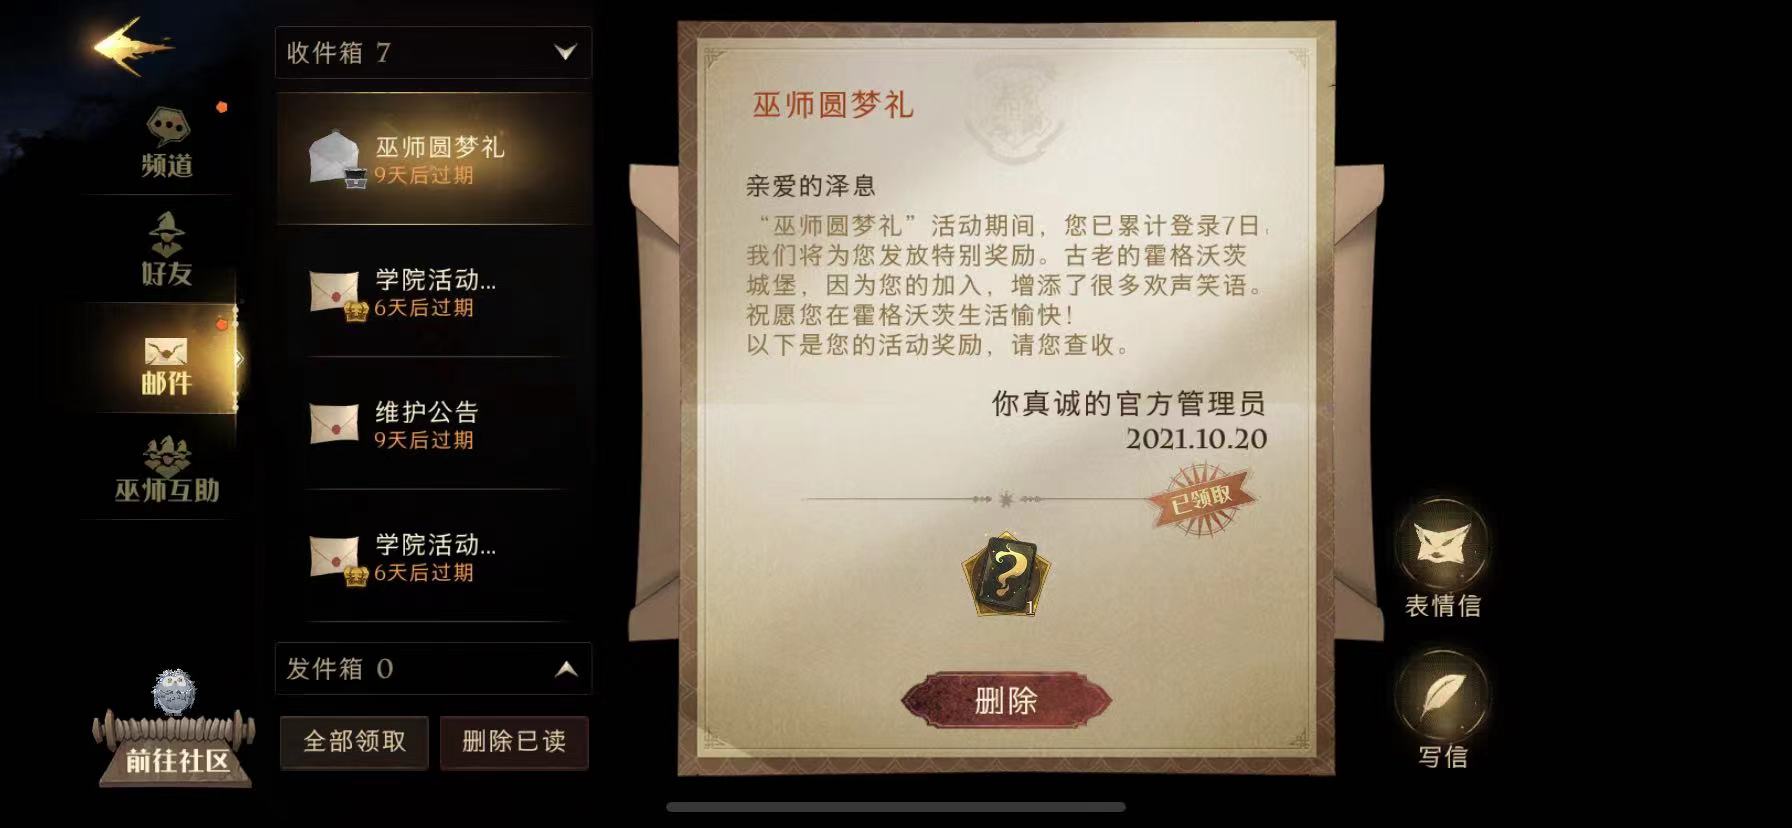 频道
好友
邮件
巫师互助
前往社区
收件箱 7
巫师圆梦礼
9天后过期
学院活动...
6天后过期
维护公告
9天后过期
学院活动...
6天后过期
发件箱 0
全部领取
删除已读
巫师圆梦礼
亲爱的泽息
“巫师圆梦礼”活动期间，您已累计登录7日，
我们将为您发放特别奖励。古老的霍格沃茨
城堡，因为您的加入，增添了很多欢声笑语。
祝愿您在霍格沃茨生活愉快！
以下是您的活动奖励，请您查收。
你真诚的官方管理员
2021.10.20
已领取
?
1
删除
表情信
写信